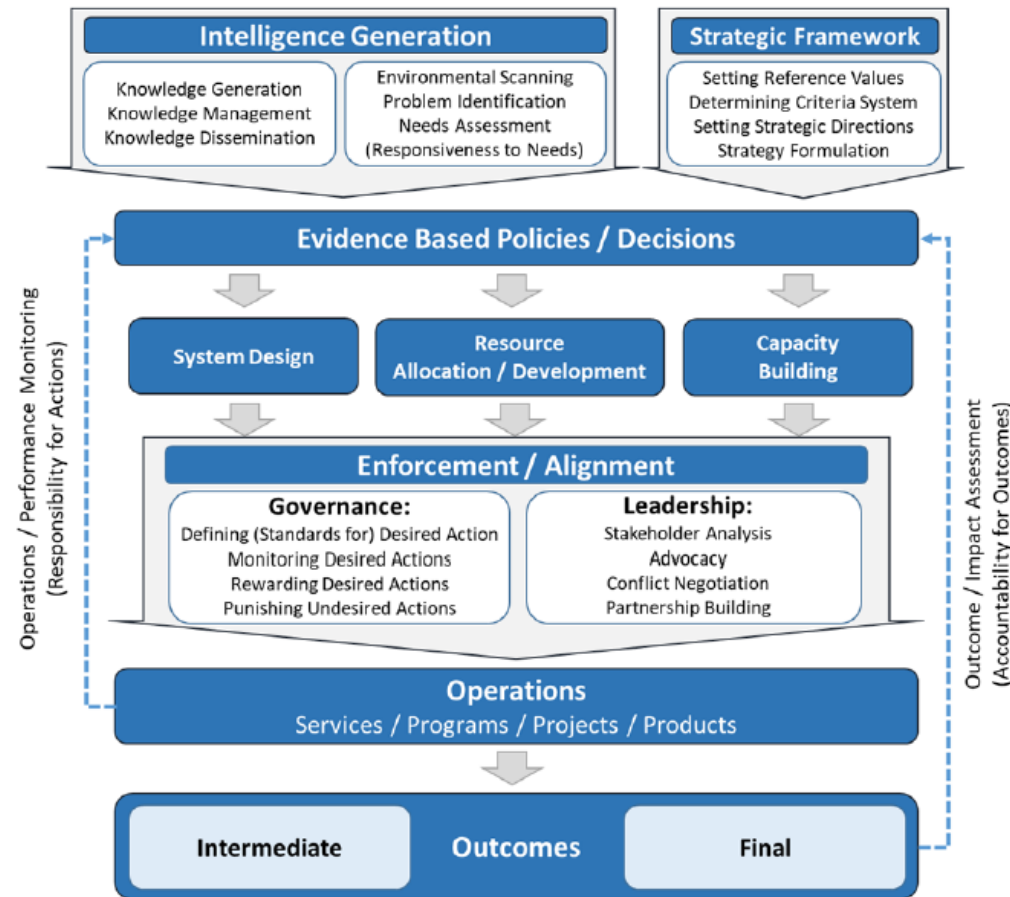 Intelligence Generation
Knowledge Generation
Knowledge Management
Knowledge Dissemination
Environmental Scanning
Problem Identification
Needs Assessment
(Responsiveness to Needs)
Strategic Framework
Setting Reference Values
Determining Criteria System
Setting Strategic Directions
Strategy Formulation
Evidence Based Policies / Decisions
System Design
Resource
Allocation / Development
Capacity
Building
Enforcement / Alignment
Governance:
Defining (Standards for) Desired Action
Monitoring Desired Actions
Rewarding Desired Actions
Punishing Undesired Actions
Leadership:
Stakeholder Analysis
Advocacy
Conflict Negotiation
Partnership Building
Operations
Services / Programs / Projects / Products
Intermediate
Outcomes
Final
Operations / Performance Monitoring
(Responsibility for Actions)
Outcome / Impact Assessment
(Accountability for Outcomes)